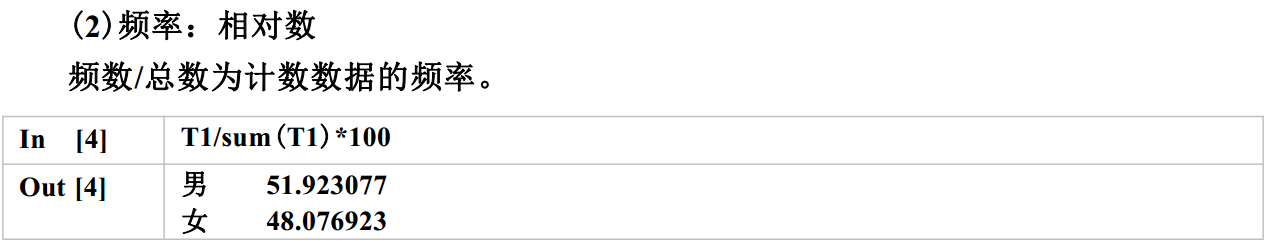 (2)频率：相对数
频数/总数为计数数据的频率。
In [4] T1/sum(T1)*100
Out [4] 男 51.923077
女 48.076923